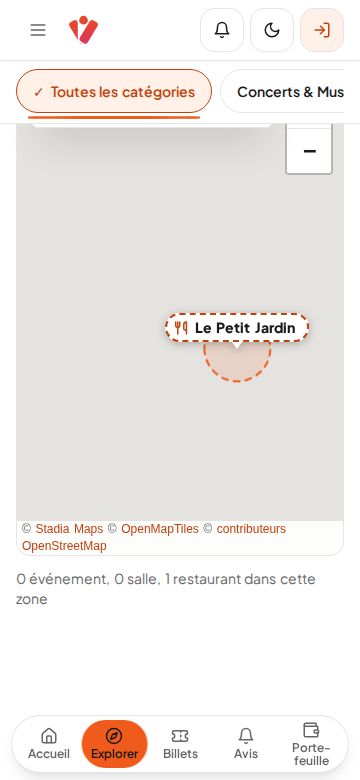 ✓ Toutes les catégories
Concerts & Mus
−
Le Petit Jardin
© Stadia Maps © OpenMapTiles © contributeurs
OpenStreetMap
0 événement, 0 salle, 1 restaurant dans cette
zone
Accueil
Explorer
Billets
Avis
Porte-
feuille